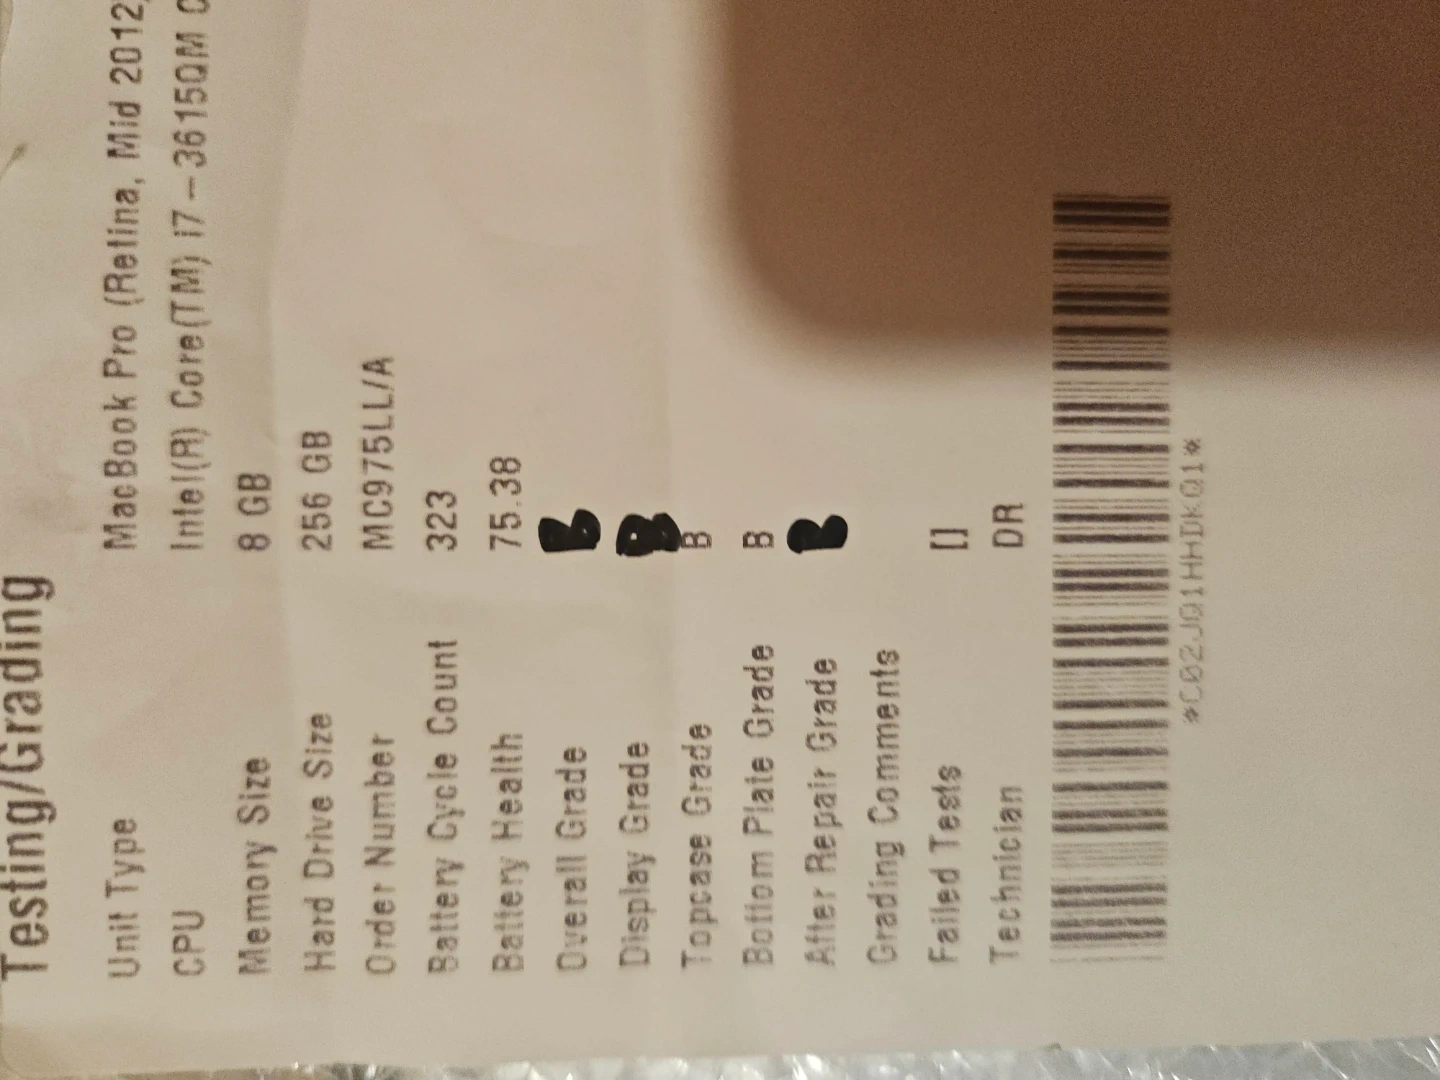 Testing/Grading
Unit Type MacBook Pro (Retina, Mid 2012,
CPU Intel(R) Core(TM) i7-3615QM C
Memory Size 8 GB
Hard Drive Size 256 GB
Order Number MC975LL/A
Battery Cycle Count 323
Battery Health 75.38
Overall Grade B
Display Grade B
Topcase Grade B
Bottom Plate Grade B
After Repair Grade B
Grading Comments
Failed Tests []
Technician DR
*C02JQ1HHDKQ1*